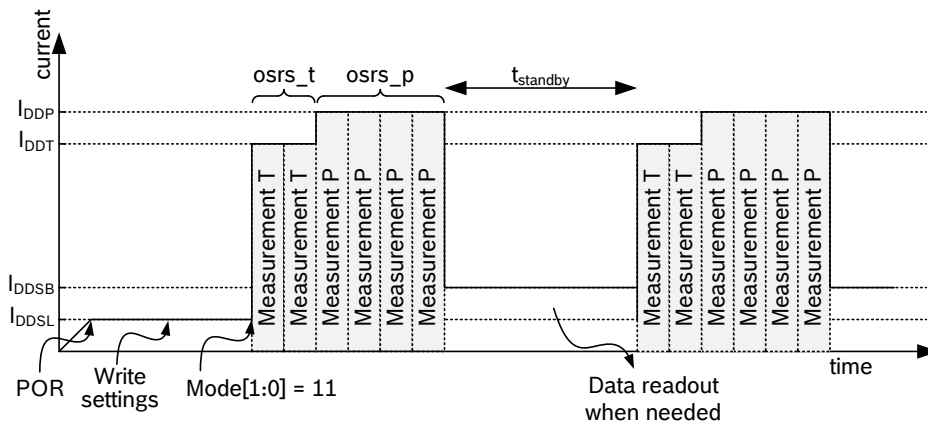 current
osrs_t
osrs_p
tstandby
IDDP
IDDT
Measurement T
Measurement T
Measurement P
Measurement P
Measurement P
Measurement P
Measurement T
Measurement T
Measurement P
Measurement P
Measurement P
Measurement P
IDDSB
IDDSL
time
POR
Write
settings
Mode[1:0] = 11
Data readout
when needed